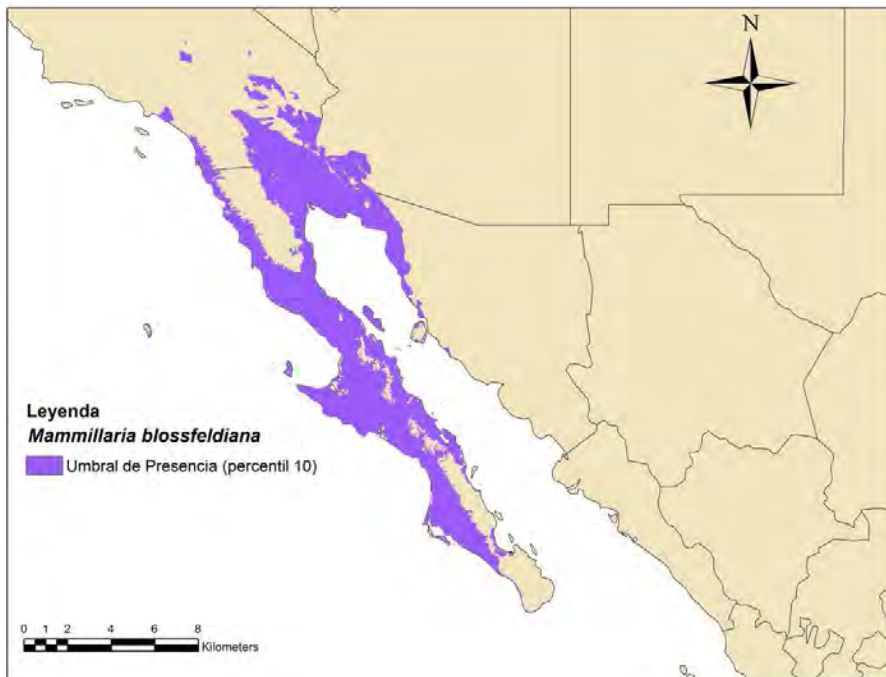 N
Leyenda
Mammillaria blossfeldiana
Umbral de Presencia (percentil 10)
0 1 2 4 6 8
Kilometers